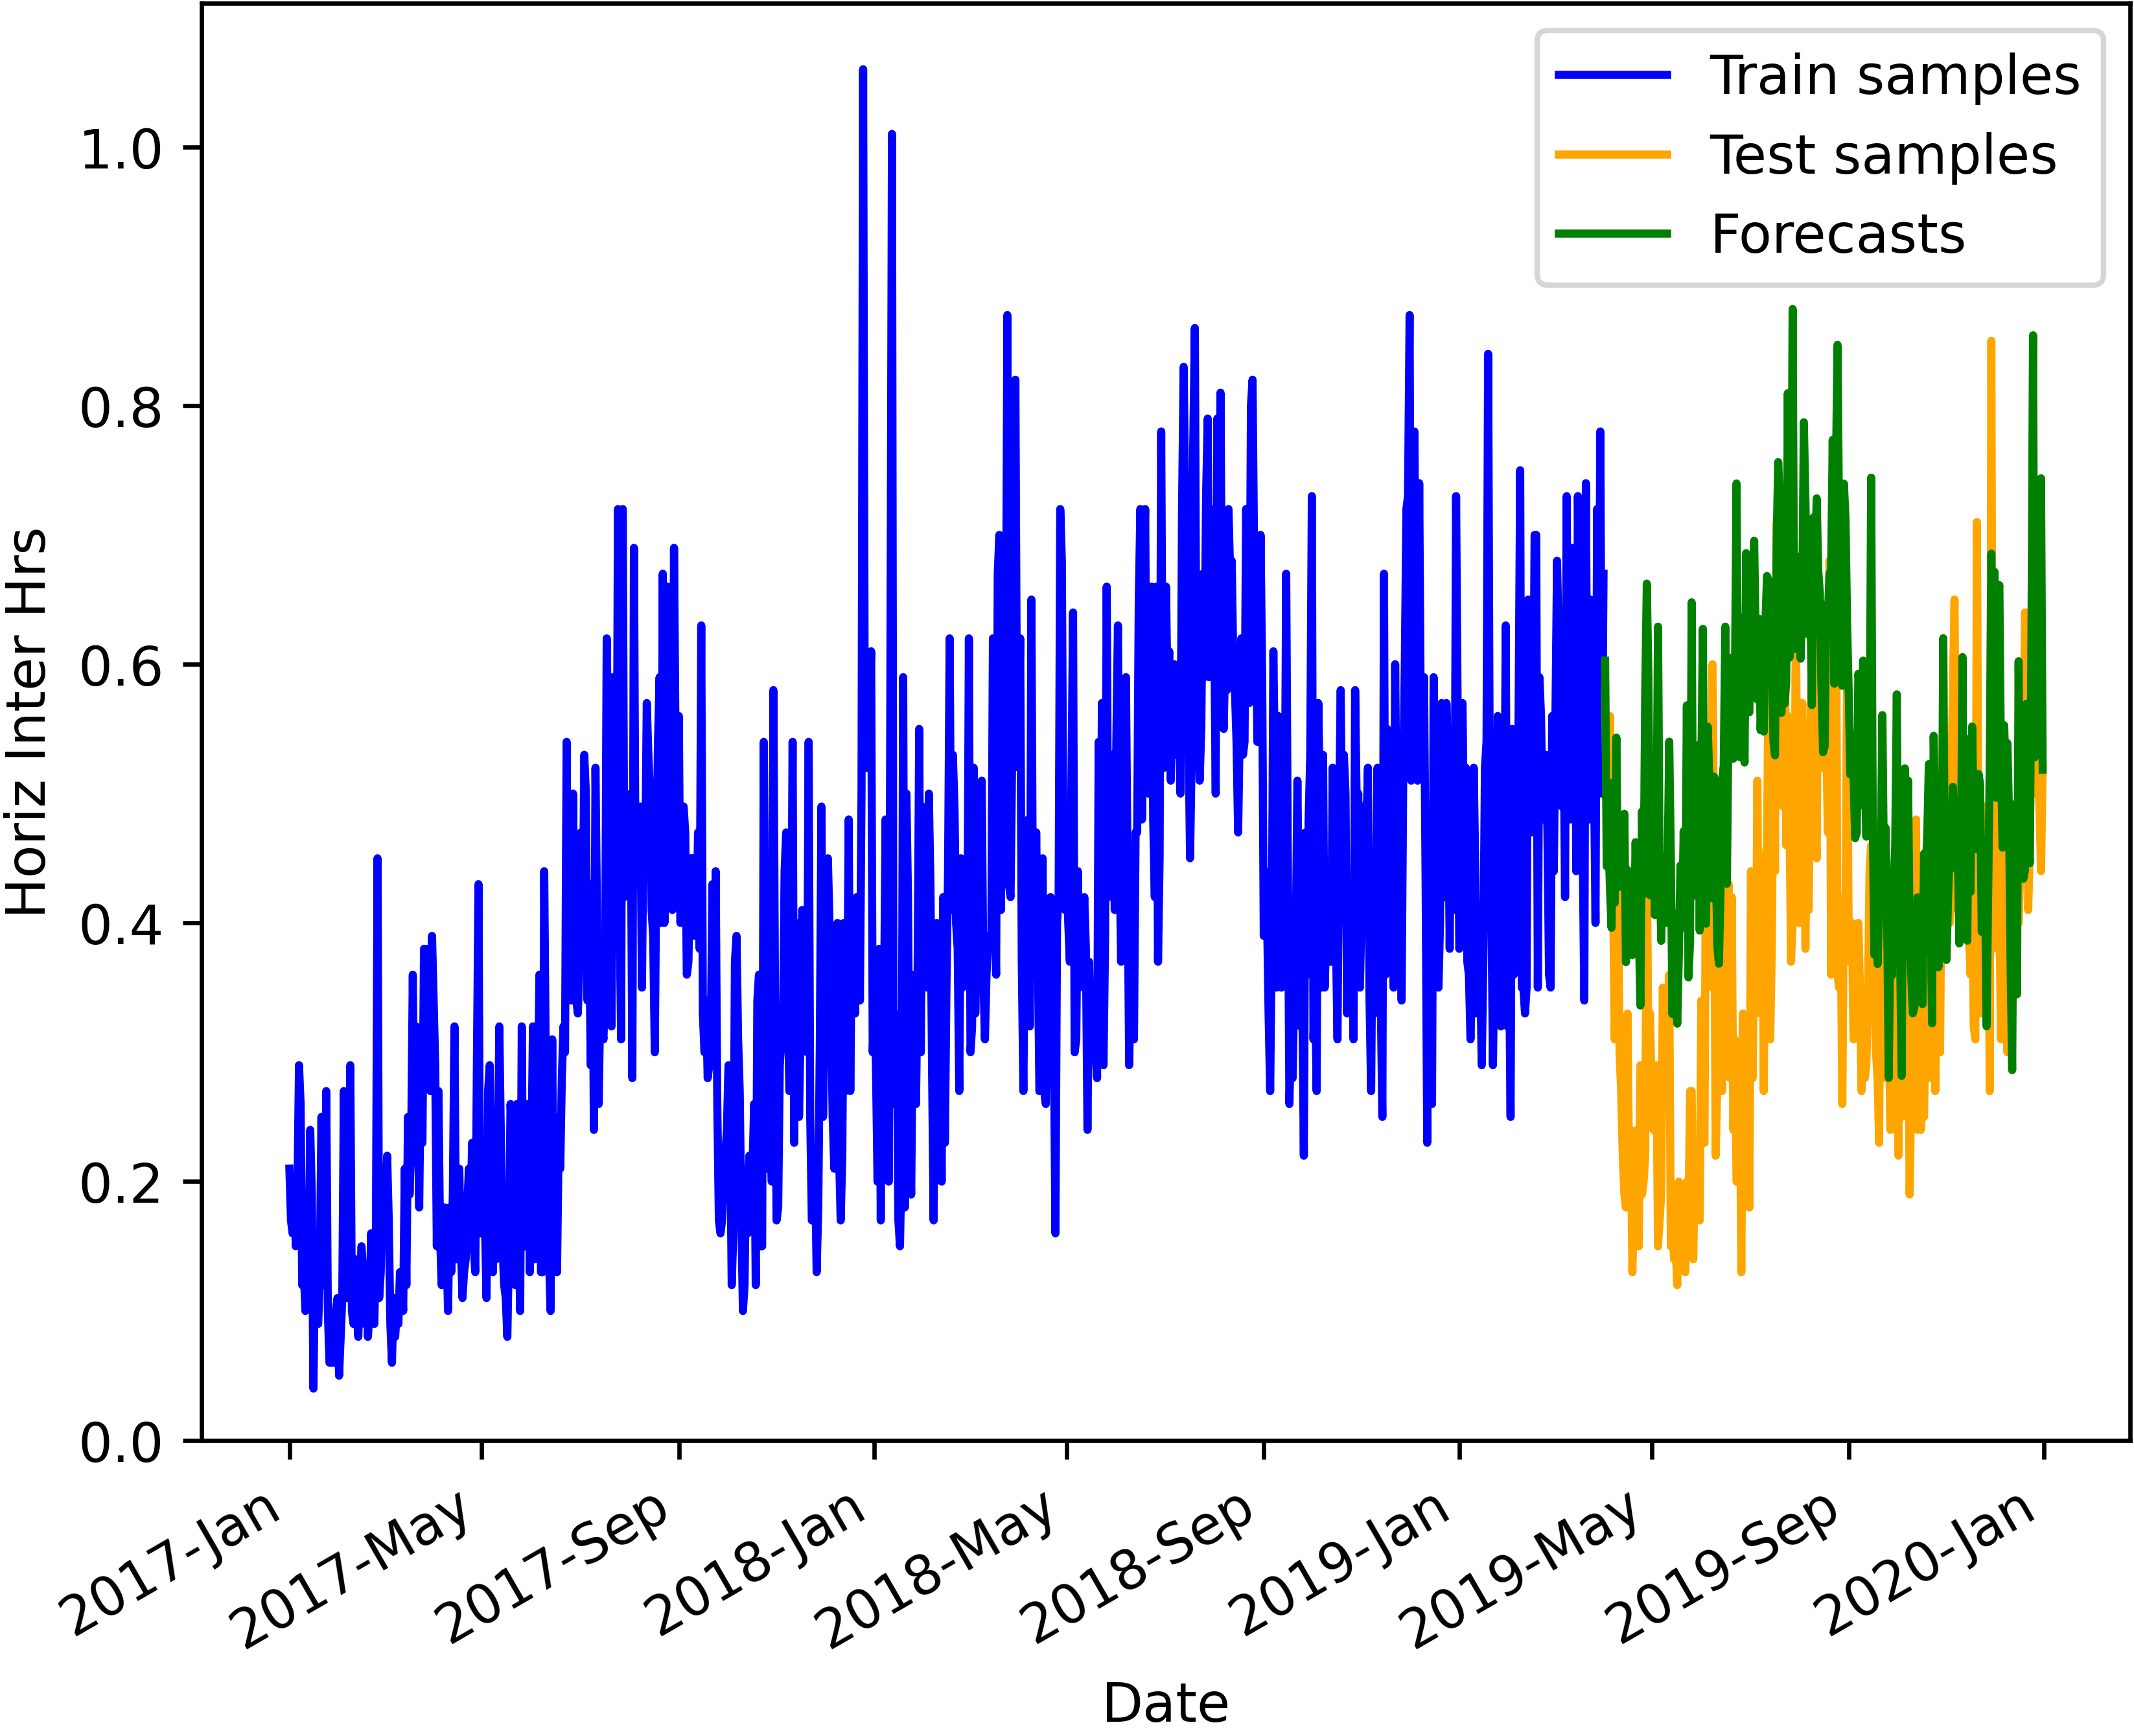 Train samples
Test samples
Forecasts
1.0
0.8
0.6
0.4
0.2
0.0
Horiz Inter Hrs
2017-Jan
2017-May
2017-Sep
2018-Jan
2018-May
2018-Sep
2019-Jan
2019-May
2019-Sep
2020-Jan
Date